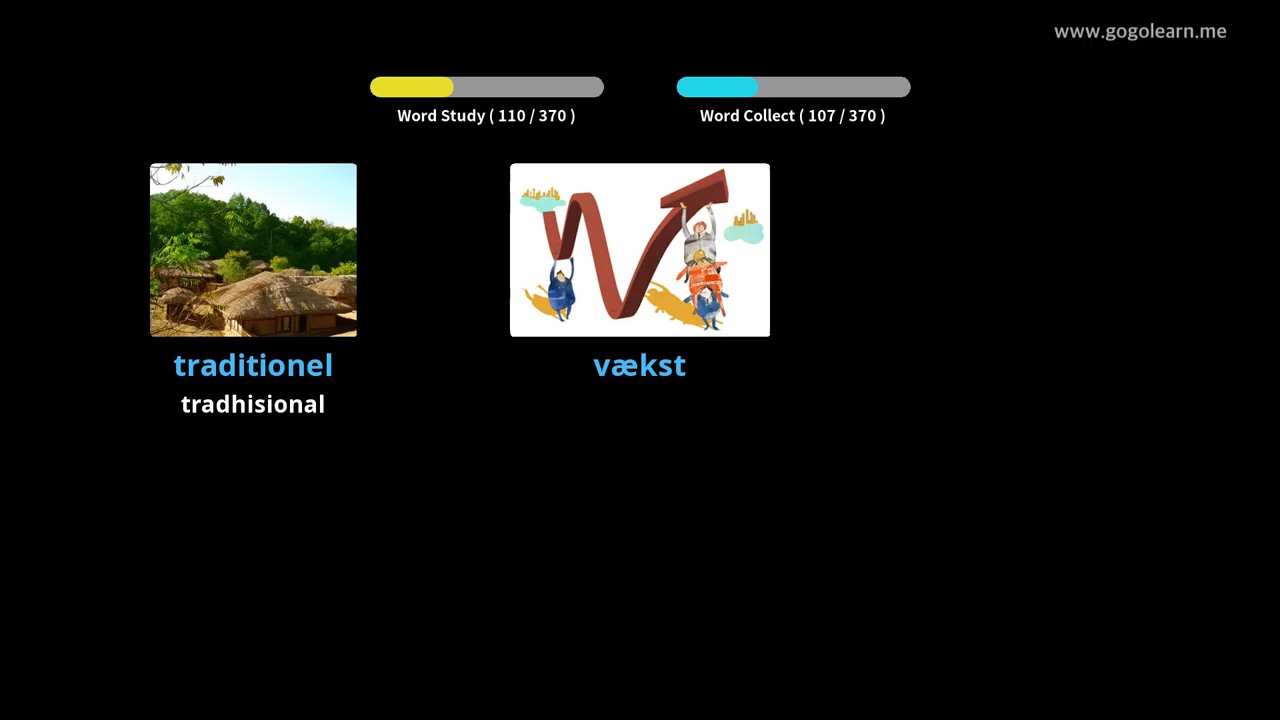 www.gogolearn.me
Word Study ( 110 / 370 )
Word Collect ( 107 / 370 )
traditionel
vækst
tradhisional